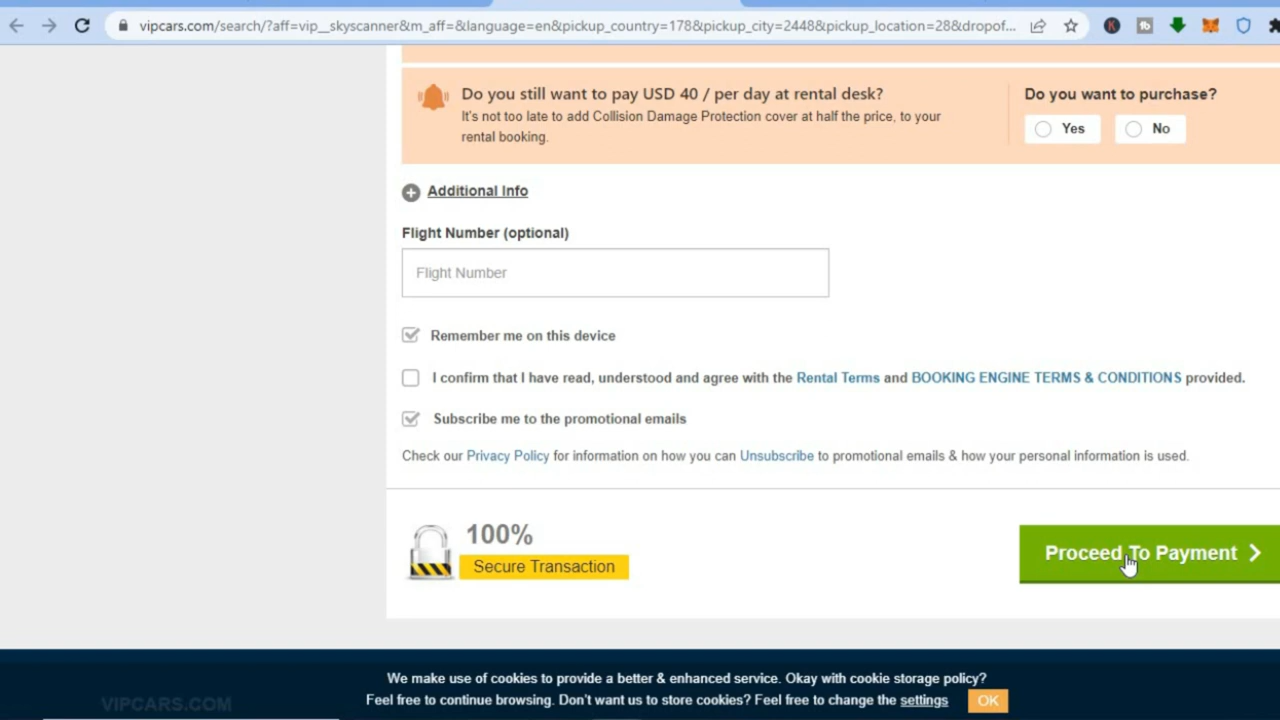 vipcars.com/search/?aff=vip__skyscanner&m_aff=&language=en&pickup_country=178&pickup_city=2448&pickup_location=28&dropof...
Do you still want to pay USD 40 / per day at rental desk?
It's not too late to add Collision Damage Protection cover at half the price, to your
rental booking.
Do you want to purchase?
Yes
No
Additional Info
Flight Number (optional)
Flight Number
Remember me on this device
I confirm that I have read, understood and agree with the Rental Terms and BOOKING ENGINE TERMS & CONDITIONS provided.
Subscribe me to the promotional emails
Check our Privacy Policy for information on how you can Unsubscribe to promotional emails & how your personal information is used.
100%
Secure Transaction
Proceed To Payment
We make use of cookies to provide a better & enhanced service. Okay with cookie storage policy?
Feel free to continue browsing. Don't want us to store cookies? Feel free to change the settings
OK
VIPCARS.COM